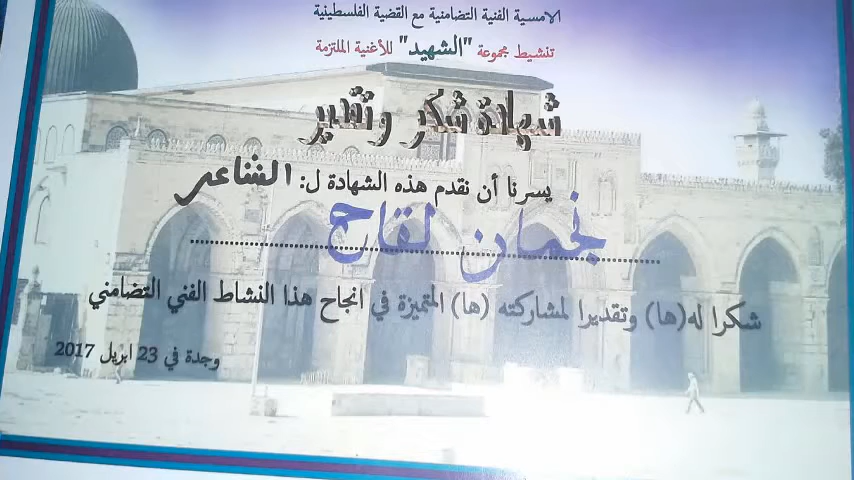 الامسية الفنية التضامنية مع القضية الفلسطينية
تنشيط مجموعة "الشهيد" للأغنية الملتزمة
شهادة شكر وتقدير
يسرنا أن نقدم هذه الشهادة ل: الشاعر
نجمان لقاح
شكرا له(ها) وتقديرا لمشاركته (ها) المتميزة في انجاح هذا النشاط الفني التضامني
وجدة في 23 ابريل 2017